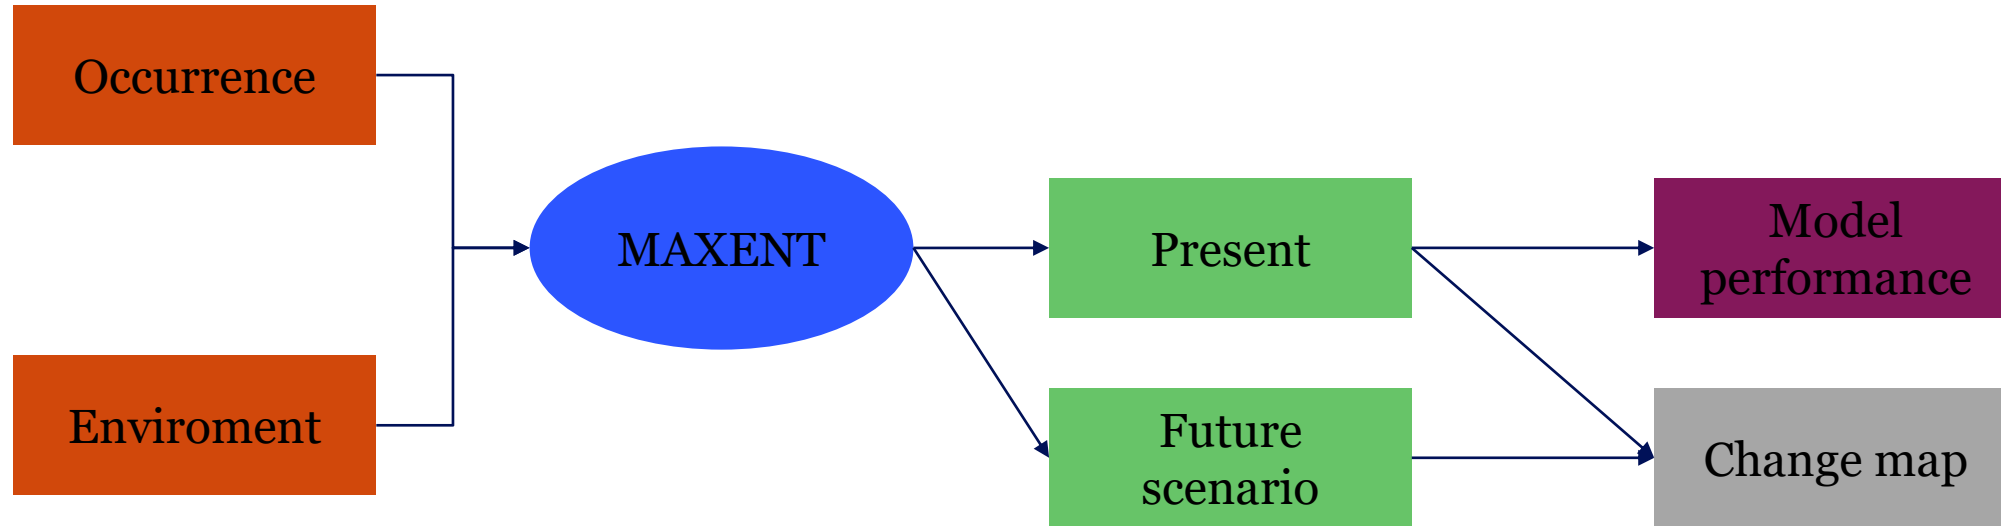 Occurrence
Enviroment
MAXENT
Present
Future
scenario
Model
performance
Change map